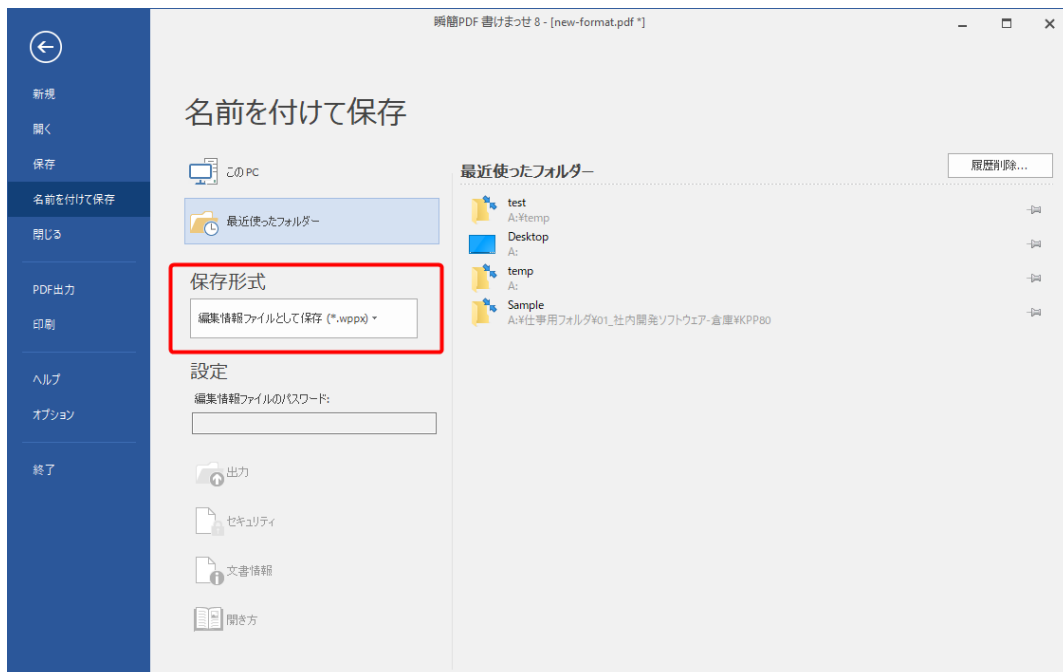 瞬簡PDF 書けまっせ 8 - [new-format.pdf *]
新規
開く
保存
名前を付けて保存
閉じる
PDF出力
印刷
ヘルプ
オプション
終了
名前を付けて保存
この PC
最近使ったフォルダー
保存形式
編集情報ファイルとして保存 (*.wppx)
設定
編集情報ファイルのパスワード:
出力
セキュリティ
文書情報
開き方
最近使ったフォルダー
履歴削除...
test
A:¥temp
Desktop
A:
temp
A:
Sample
A:¥仕事用フォルダ¥01_社内開発ソフトウェア-倉庫¥KPP80